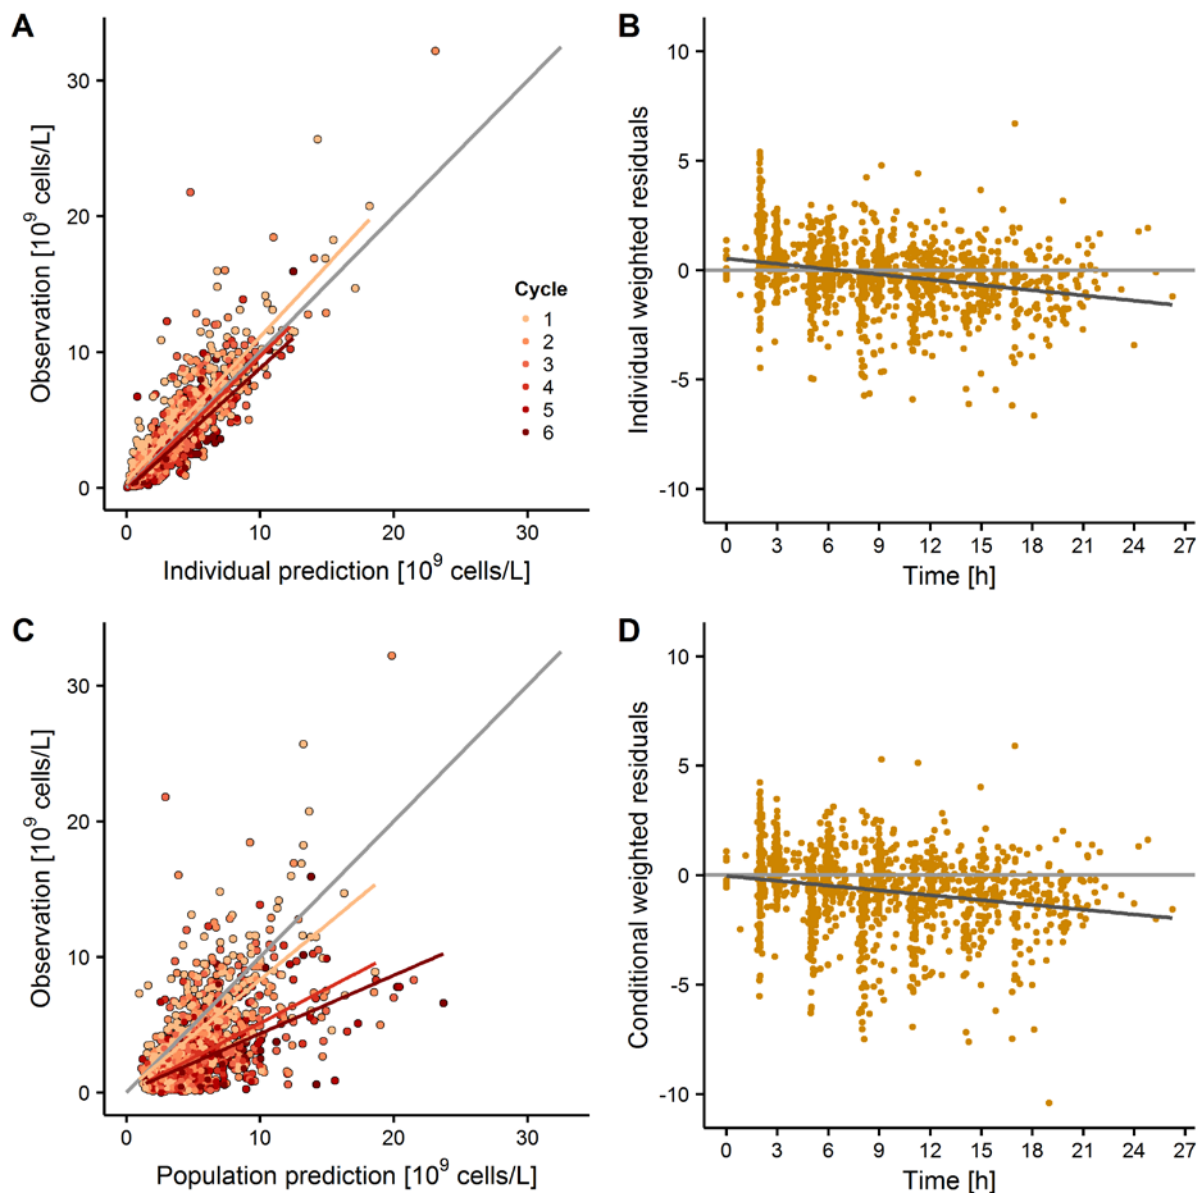 A
Observation [10⁹ cells/L]
30
20
10
0
0 10 20 30
Individual prediction [10⁹ cells/L]
Cycle
1
2
3
4
5
6
B
Individual weighted residuals
10
5
0
-5
-10
0 3 6 9 12 15 18 21 24 27
Time [h]
C
Observation [10⁹ cells/L]
30
20
10
0
0 10 20 30
Population prediction [10⁹ cells/L]
D
Conditional weighted residuals
10
5
0
-5
-10
0 3 6 9 12 15 18 21 24 27
Time [h]